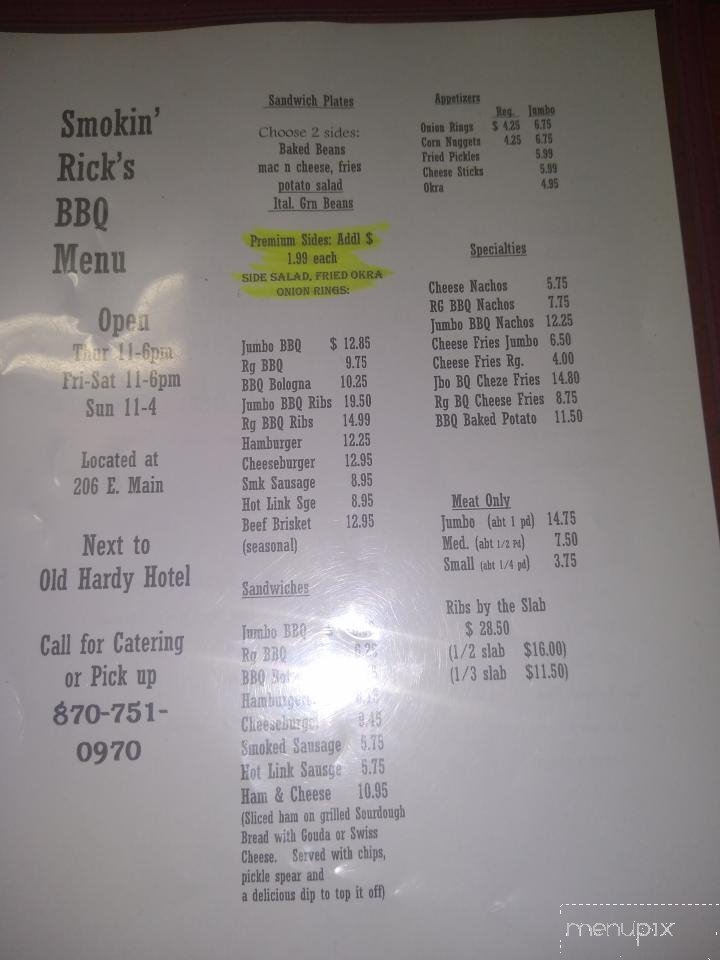 Smokin'
Rick's
BBQ
Menu
Open
Thur 11-6pm
Fri-Sat 11-6pm
Sun 11-4
Located at
206 E. Main
Next to
Old Hardy Hotel
Call for Catering
or Pick up
870-751-
0970
Sandwich Plates
Choose 2 sides:
Baked Beans
mac n cheese, fries
potato salad
Ital. Grn Beans
Premium Sides: Addl $
1.99 each
SIDE SALAD, FRIED OKRA
ONION RINGS:
Jumbo BBQ $ 12.85
Rg BBQ 9.75
BBQ Bologna 10.25
Jumbo BBQ Ribs 19.50
Rg BBQ Ribs 14.99
Hamburger 12.25
Cheeseburger 12.95
Smk Sausage 8.95
Hot Link Sge 8.95
Beef Brisket 12.95
(seasonal)
Sandwiches
Jumbo BBQ $
Rg BBQ
BBQ
Hamburgers
Cheeseburger
Smoked Sausage 5.75
Hot Link Sausge 5.75
Ham & Cheese 10.95
(Sliced ham on grilled Sourdough
Bread with Gouda or Swiss
Cheese. Served with chips,
pickle spear and
a delicious dip to top it off)
Appetizers
Reg. Jumbo
Onion Rings $ 4.25 6.75
Corn Nuggets 4.25 6.75
Fried Pickles 5.99
Cheese Sticks 5.99
Okra 4.95
Specialties
Cheese Nachos 5.75
RG BBQ Nachos 7.75
Jumbo BBQ Nachos 12.25
Cheese Fries Jumbo 6.50
Cheese Fries Rg. 4.00
Jbo BQ Cheze Fries 14.80
Rg BQ Cheese Fries 8.75
BBQ Baked Potato 11.50
Meat Only
Jumbo (abt 1 pd) 14.75
Med. (abt 1/2 Pd) 7.50
Small (abt 1/4 pd) 3.75
Ribs by the Slab
$ 28.50
(1/2 slab $16.00)
(1/3 slab $11.50)
menupix